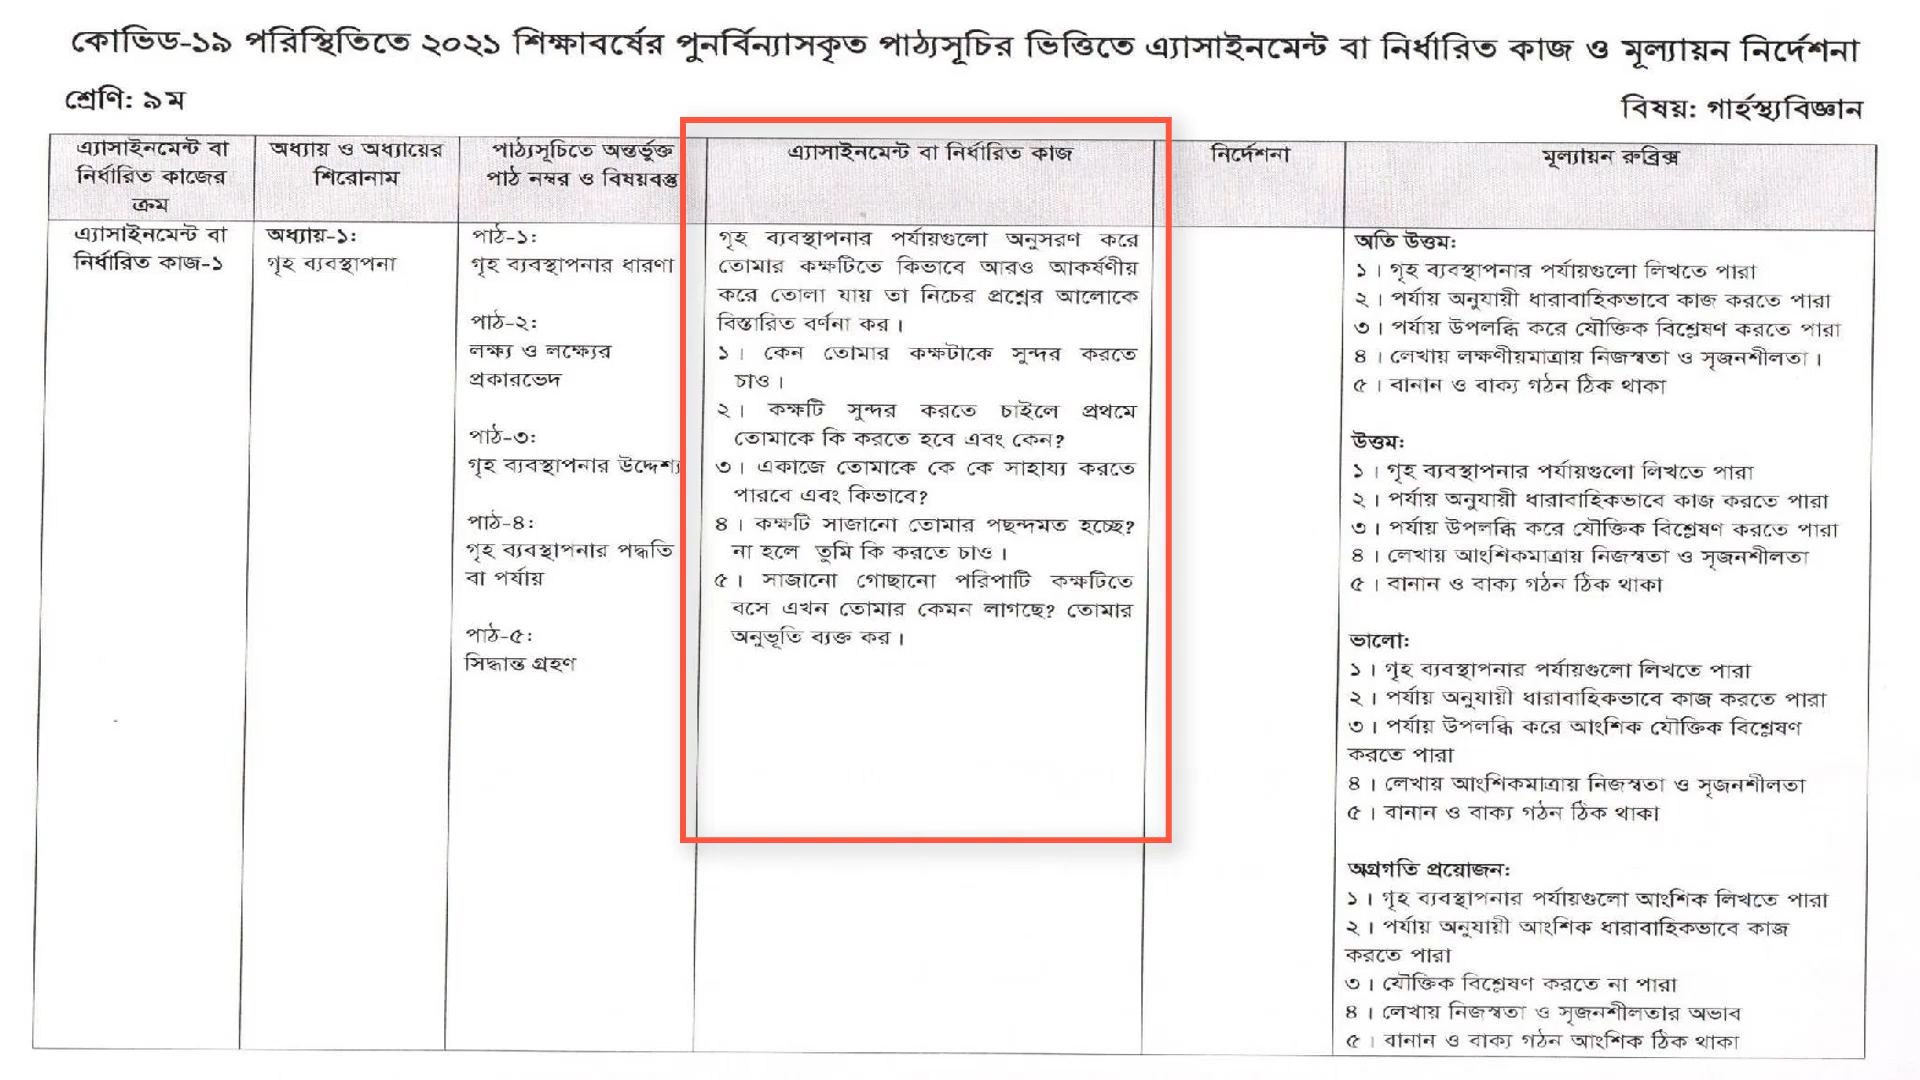 কোভিড-১৯ পরিস্থিতিতে ২০২১ শিক্ষাবর্ষের পুনর্বিন্যাসকৃত পাঠ্যসূচির ভিত্তিতে এ্যাসাইনমেন্ট বা নির্ধারিত কাজ ও মূল্যায়ন নির্দেশনা
শ্রেণি: ৯ম
বিষয়: গার্হস্থ্যবিজ্ঞান
এ্যাসাইনমেন্ট বা
নির্ধারিত কাজের
ক্রম
অধ্যায় ও অধ্যায়ের
শিরোনাম
পাঠ্যসূচিতে অন্তর্ভুক্ত
পাঠ নম্বর ও বিষয়বস্তু
এ্যাসাইনমেন্ট বা নির্ধারিত কাজ
নির্দেশনা
মূল্যায়ন রুব্রিক্স
এ্যাসাইনমেন্ট বা
নির্ধারিত কাজ-১
অধ্যায়-১:
গৃহ ব্যবস্থাপনা
পাঠ-১:
গৃহ ব্যবস্থাপনার ধারণা
পাঠ-২:
লক্ষ্য ও লক্ষ্যের
প্রকারভেদ
পাঠ-৩:
গৃহ ব্যবস্থাপনার উদ্দেশ্য
পাঠ-৪:
গৃহ ব্যবস্থাপনার পদ্ধতি
বা পর্যায়
পাঠ-৫:
সিদ্ধান্ত গ্রহণ
গৃহ ব্যবস্থাপনার পর্যায়গুলো অনুসরণ করে
তোমার কক্ষটিতে কিভাবে আরও আকর্ষণীয়
করে তোলা যায় তা নিচের প্রশ্নের আলোকে
বিস্তারিত বর্ণনা কর।
১। কেন তোমার কক্ষটাকে সুন্দর করতে
চাও।
২। কক্ষটি সুন্দর করতে চাইলে প্রথমে
তোমাকে কি করতে হবে এবং কেন?
৩। একাজে তোমাকে কে কে সাহায্য করতে
পারবে এবং কিভাবে?
৪। কক্ষটি সাজানো তোমার পছন্দমত হচ্ছে?
না হলে তুমি কি করতে চাও।
৫। সাজানো গোছানো পরিপাটি কক্ষটিতে
বসে এখন তোমার কেমন লাগছে? তোমার
অনুভূতি ব্যক্ত কর।
অতি উত্তম:
১। গৃহ ব্যবস্থাপনার পর্যায়গুলো লিখতে পারা
২। পর্যায় অনুযায়ী ধারাবাহিকভাবে কাজ করতে পারা
৩। পর্যায় উপলব্ধি করে যৌক্তিক বিশ্লেষণ করতে পারা
৪। লেখায় লক্ষণীয়মাত্রায় নিজস্বতা ও সৃজনশীলতা।
৫। বানান ও বাক্য গঠন ঠিক থাকা
উত্তম:
১। গৃহ ব্যবস্থাপনার পর্যায়গুলো লিখতে পারা
২। পর্যায় অনুযায়ী ধারাবাহিকভাবে কাজ করতে পারা
৩। পর্যায় উপলব্ধি করে যৌক্তিক বিশ্লেষণ করতে পারা
৪। লেখায় আংশিকমাত্রায় নিজস্বতা ও সৃজনশীলতা
৫। বানান ও বাক্য গঠন ঠিক থাকা
ভালো:
১। গৃহ ব্যবস্থাপনার পর্যায়গুলো লিখতে পারা
২। পর্যায় অনুযায়ী ধারাবাহিকভাবে কাজ করতে পারা
৩। পর্যায় উপলব্ধি করে আংশিক যৌক্তিক বিশ্লেষণ
করতে পারা
৪। লেখায় আংশিকমাত্রায় নিজস্বতা ও সৃজনশীলতা
৫। বানান ও বাক্য গঠন ঠিক থাকা
অগ্রগতি প্রয়োজন:
১। গৃহ ব্যবস্থাপনার পর্যায়গুলো আংশিক লিখতে পারা
২। পর্যায় অনুযায়ী আংশিক ধারাবাহিকভাবে কাজ
করতে পারা
৩। যৌক্তিক বিশ্লেষণ করতে না পারা
৪। লেখায় নিজস্বতা ও সৃজনশীলতার অভাব
৫। বানান ও বাক্য গঠন আংশিক ঠিক থাকা